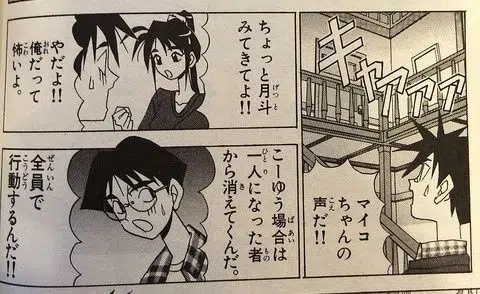 キャアアァァ
マイコ
ちゃんの
声だ!!
ちょっと月斗
みてきてよ!!
やだよ!!
俺だって
怖いよ。
こーゆう場合は
一人になった者
から消えてくんだ。
全員で
行動するんだ!!